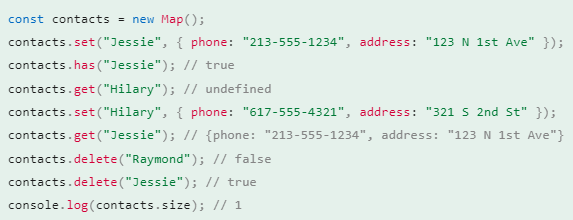 const contacts = new Map();
contacts.set("Jessie", { phone: "213-555-1234", address: "123 N 1st Ave" });
contacts.has("Jessie"); // true
contacts.get("Hilary"); // undefined
contacts.set("Hilary", { phone: "617-555-4321", address: "321 S 2nd St" });
contacts.get("Jessie"); // {phone: "213-555-1234", address: "123 N 1st Ave"}
contacts.delete("Raymond"); // false
contacts.delete("Jessie"); // true
console.log(contacts.size); // 1